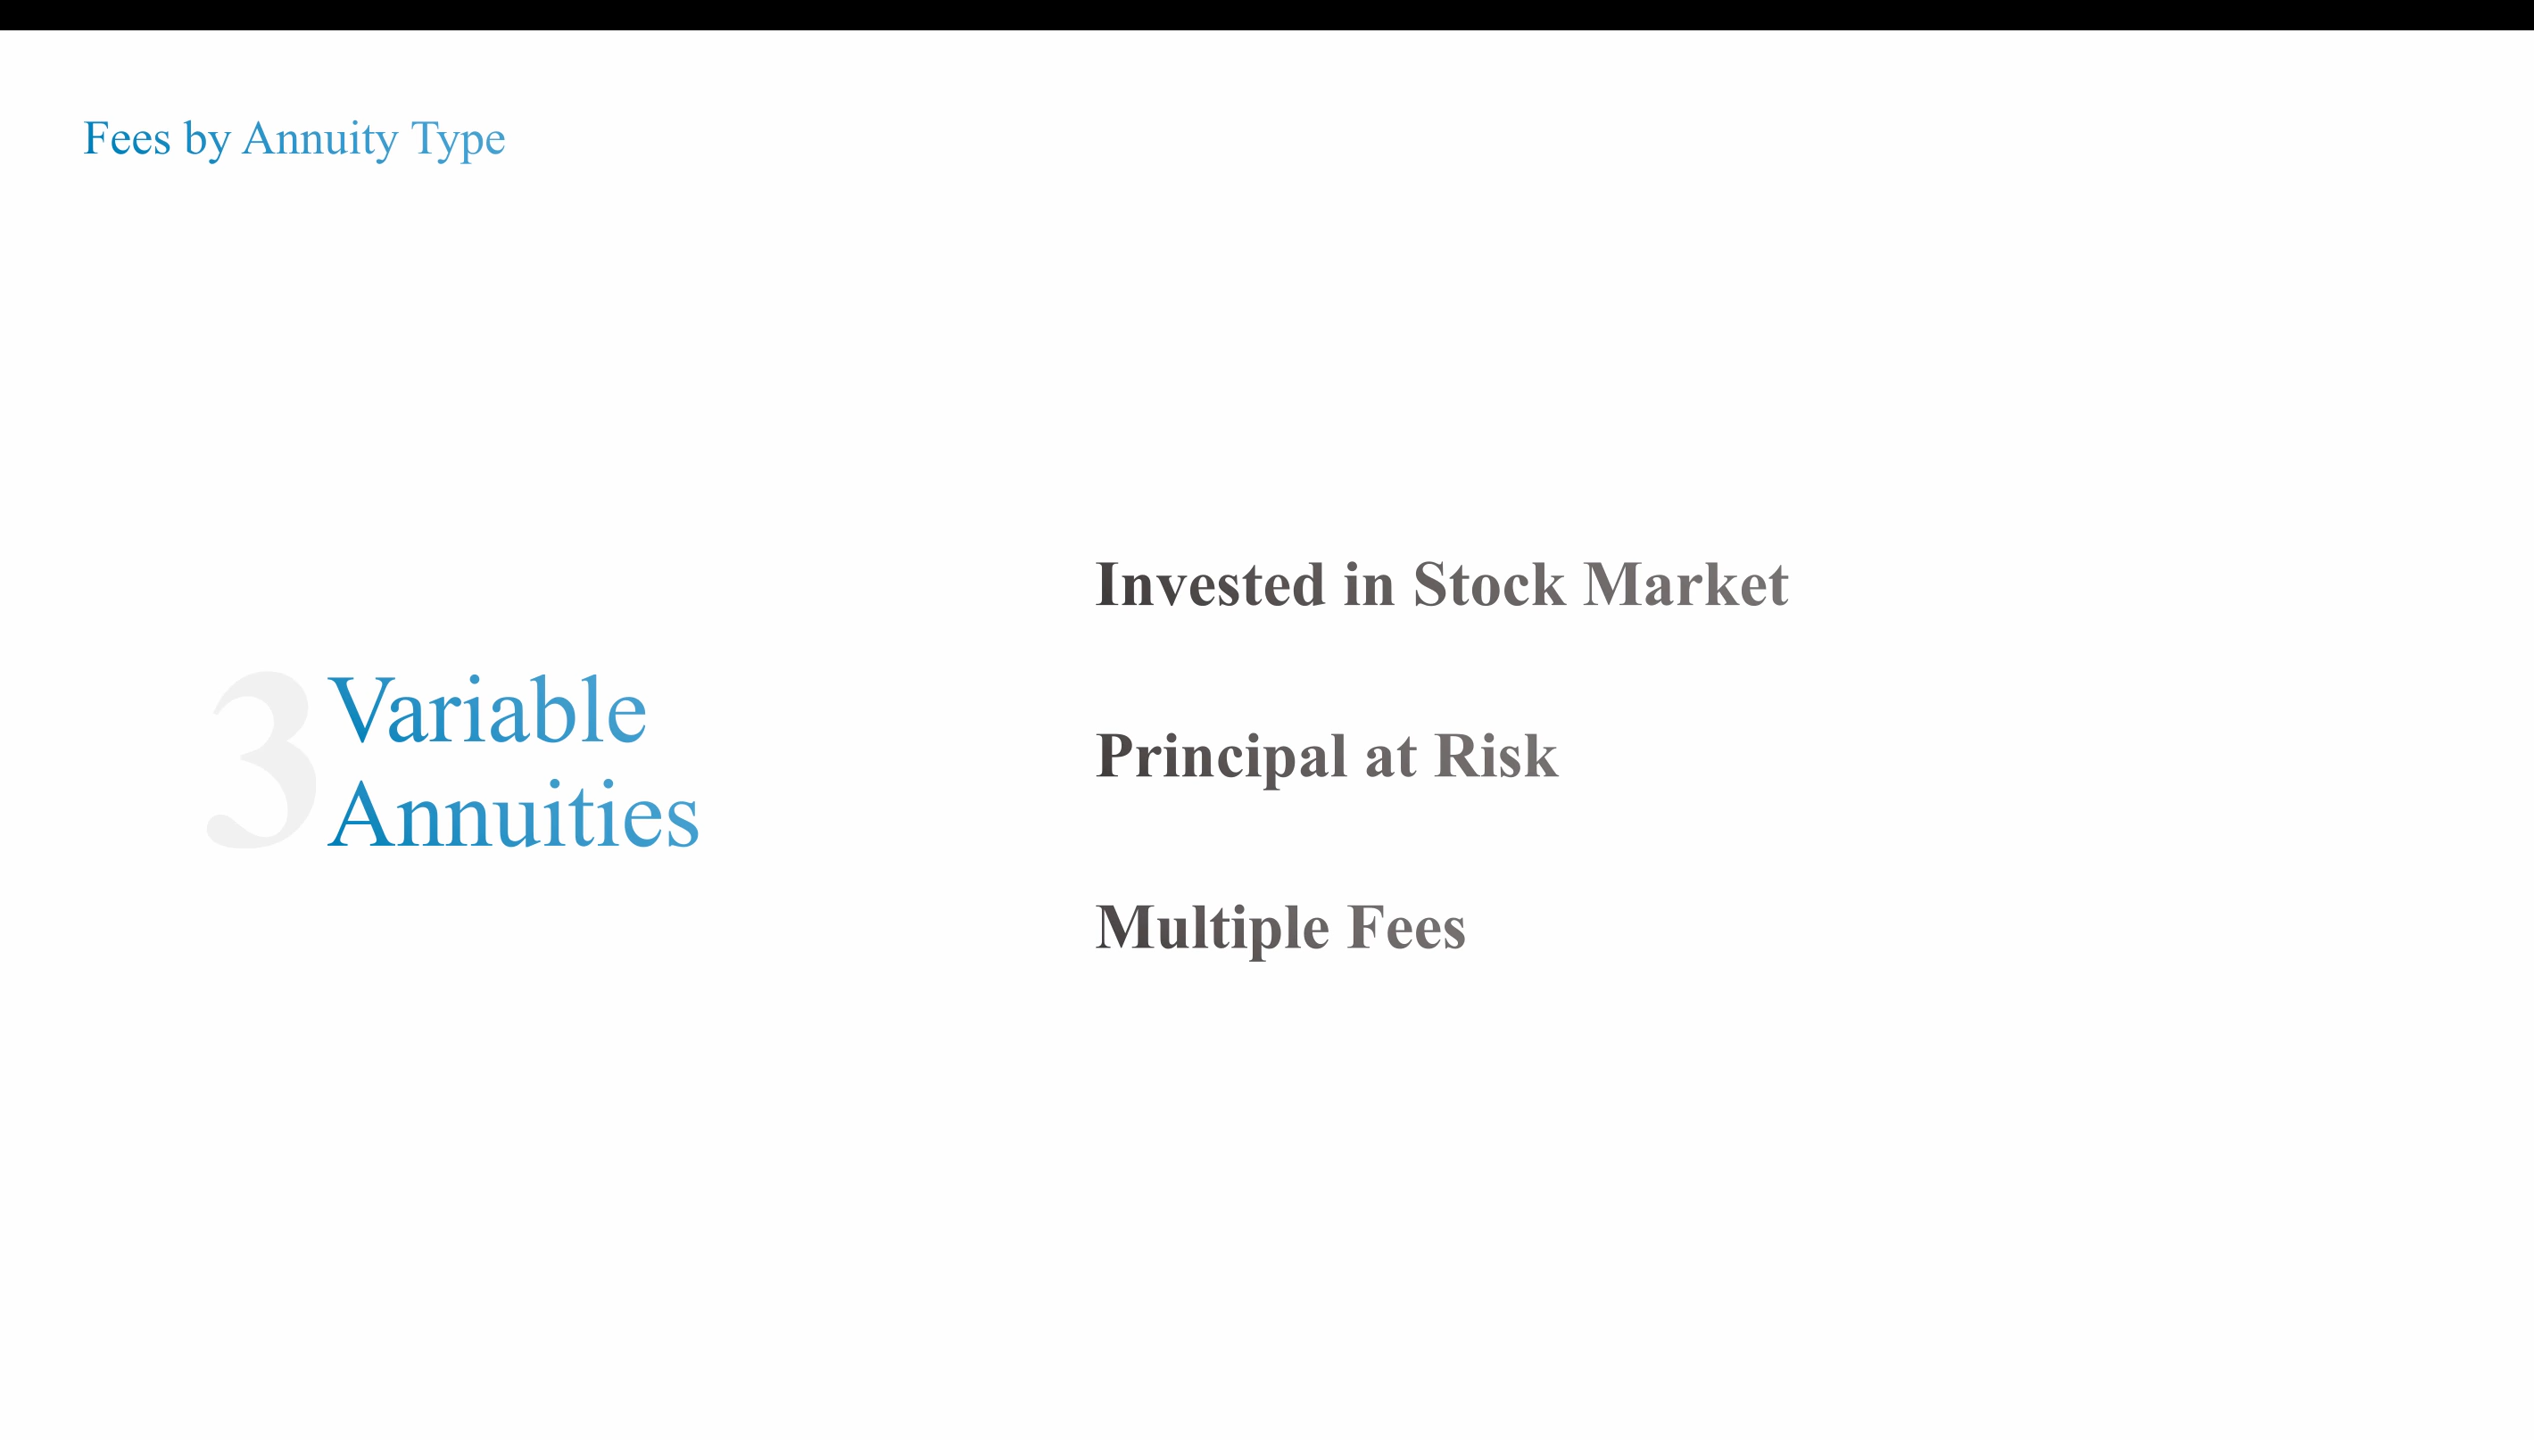 Fees by Annuity Type
3
Variable
Annuities
Invested in Stock Market
Principal at Risk
Multiple Fees